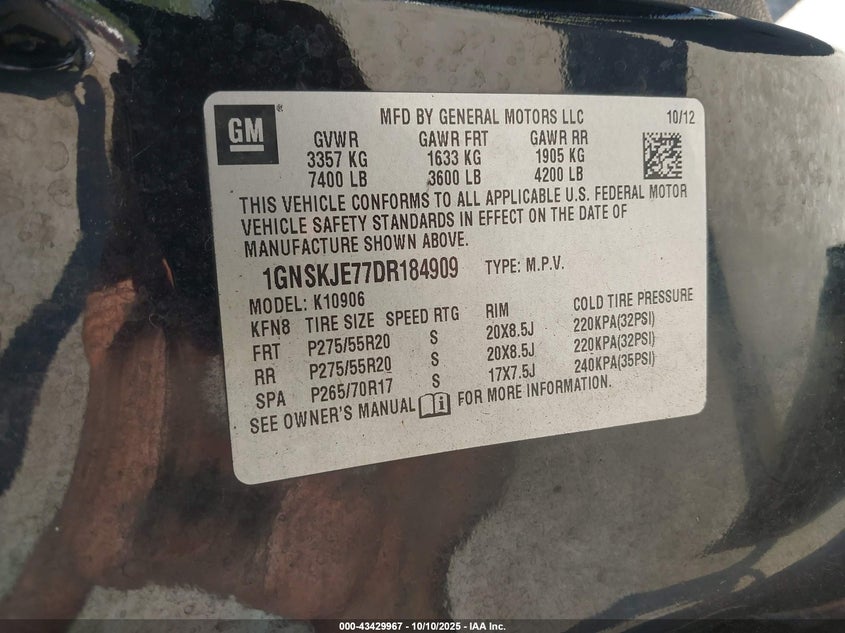 GM ®
MFD BY GENERAL MOTORS LLC 10/12
GVWR GAWR FRT GAWR RR
3357 KG 1633 KG 1905 KG
7400 LB 3600 LB 4200 LB
THIS VEHICLE CONFORMS TO ALL APPLICABLE U.S. FEDERAL MOTOR
VEHICLE SAFETY STANDARDS IN EFFECT ON THE DATE OF
MANUFACTURE SHOWN ABOVE.
1GNSKJE77DR184909 TYPE: M.P.V.
MODEL: K10906
KFN8 TIRE SIZE SPEED RTG RIM COLD TIRE PRESSURE
FRT P275/55R20 S 20X8.5J 220KPA(32PSI)
RR P275/55R20 S 20X8.5J 220KPA(32PSI)
SPA P265/70R17 S 17X7.5J 240KPA(35PSI)
SEE OWNER'S MANUAL i FOR MORE INFORMATION.
000-43429967 - 10/10/2025 - IAA Inc.